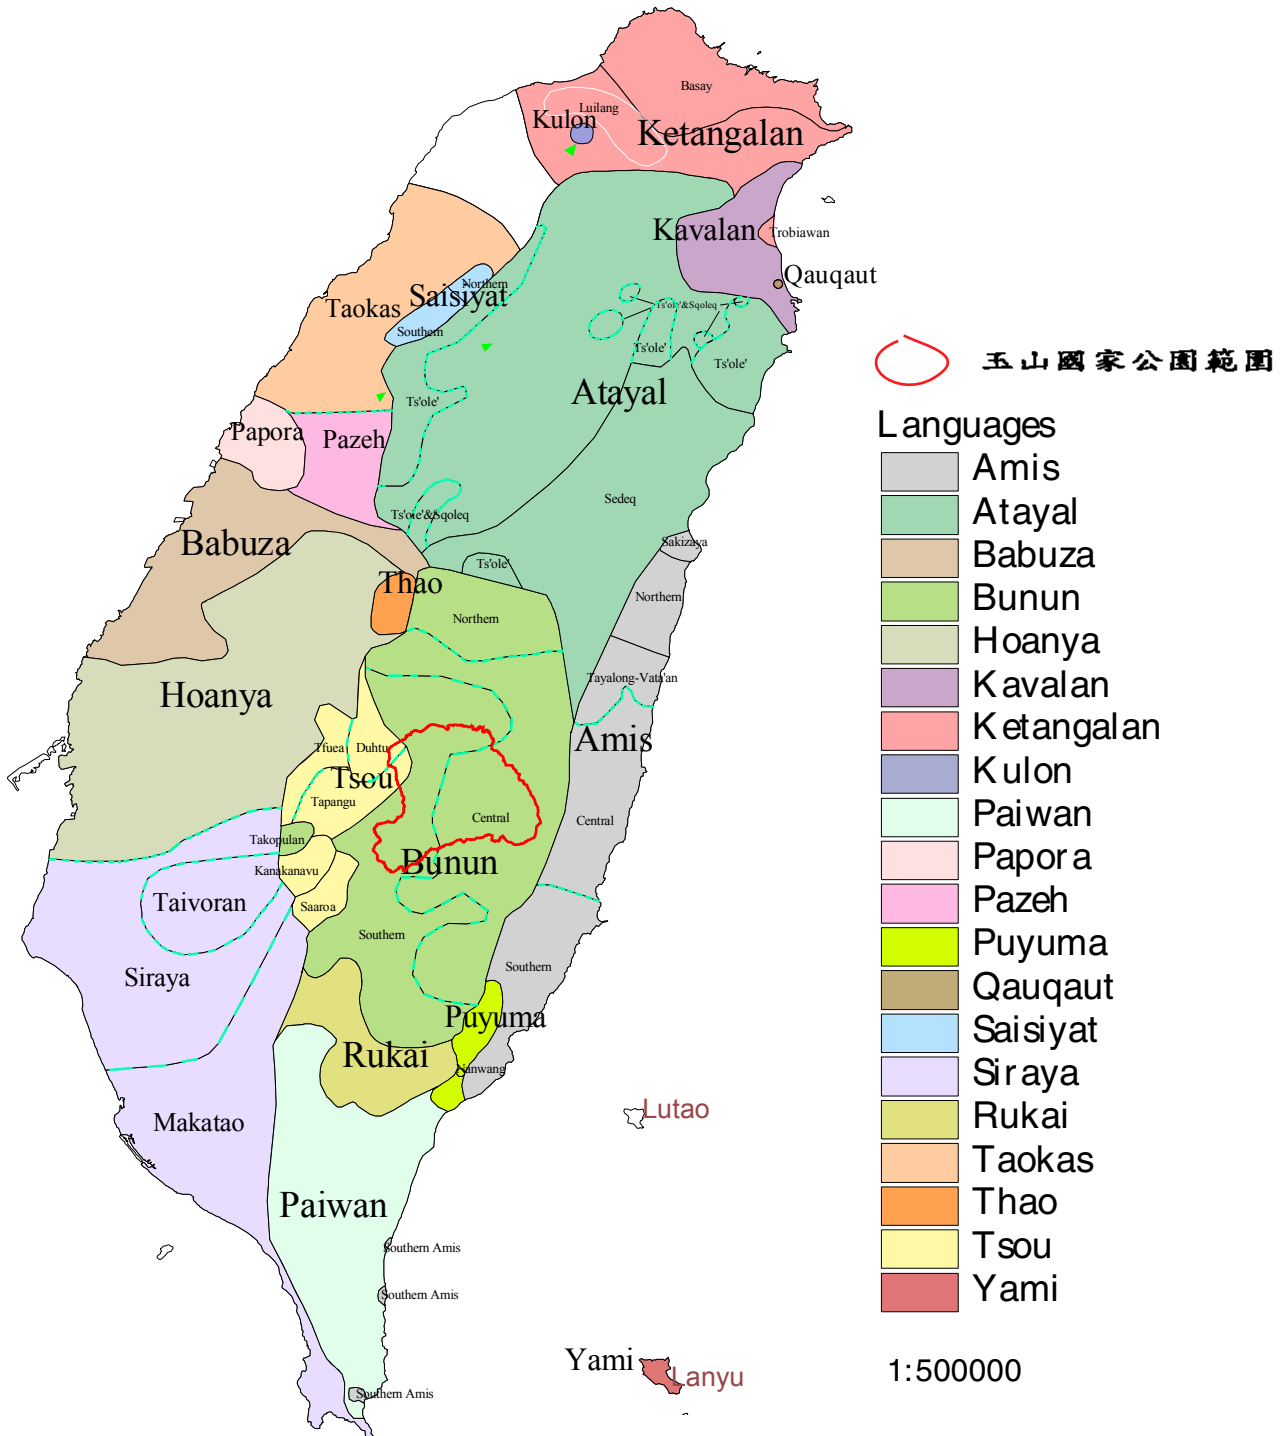 Basay
Luilang
Kulon
Ketangalan
Kavalan
Trobiawan
Qauqaut
Northern
Saisiyat
Taokas
Southern
Ts'ole'&Sqoleq
Ts'ole'
Ts'ole'
Atayal
Ts'ole'
Papora
Pazeh
Sedeq
Ts'ole'&Sqoleq
Babuza
Sakizaya
Ts'ole'
Thao
Northern
Northern
Hoanya
Tayalong-Vata'an
Tfuea
Duhtu
Amis
Tsou
Tapangu
Central
Central
Takopulan
Bunun
Kanakanavu
Taivoran
Saaroa
Southern
Siraya
Southern
Puyuma
Rukai
Nanwang
Makatao
Lutao
Paiwan
Southern Amis
Southern Amis
Yami
Lanyu
Southern Amis
玉山國家公園範圍
Languages
Amis
Atayal
Babuza
Bunun
Hoanya
Kavalan
Ketangalan
Kulon
Paiwan
Papora
Pazeh
Puyuma
Qauqaut
Saisiyat
Siraya
Rukai
Taokas
Thao
Tsou
Yami
1:500000